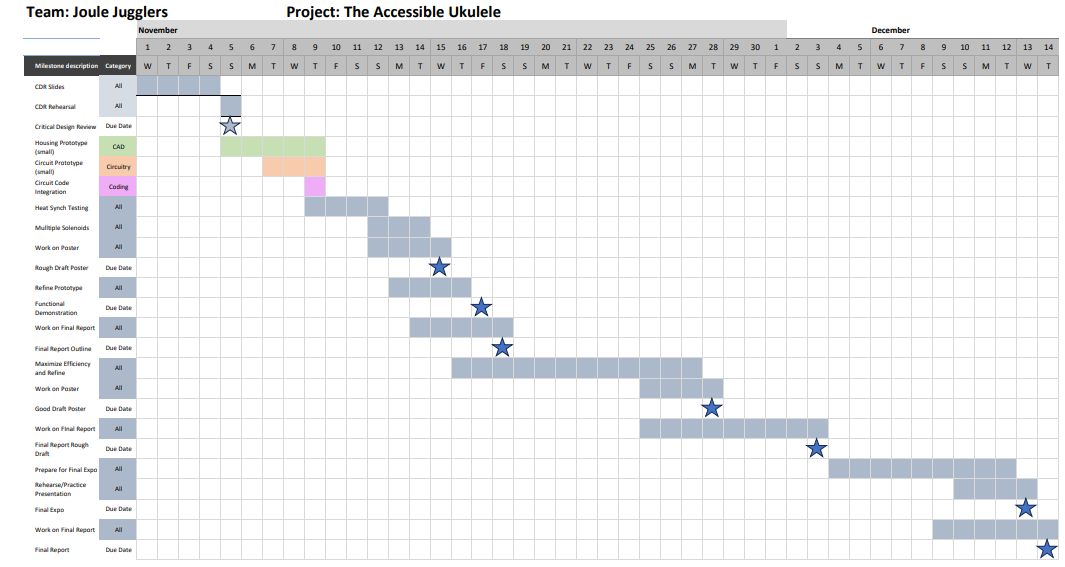 Team: Joule Jugglers Project: The Accessible Ukulele
November December
1 2 3 4 5 6 7 8 9 10 11 12 13 14 15 16 17 18 19 20 21 22 23 24 25 26 27 28 29 30 1 2 3 4 5 6 7 8 9 10 11 12 13 14
Milestone description Category W T F S S M T W T F S S M T W T F S S M T W T F S S M T W T F S S M T W T F S S M T W T
CDR Slides All
CDR Rehearsal All
Critical Design Review Due Date
Housing Prototype
(small) CAD
Circuit Prototype
(small) Circuitry
Circuit Code
Integration Coding
Heat Synch Testing All
Mulltiple Solenoids All
Work on Poster All
Rough Draft Poster Due Date
Refine Prototype All
Functional
Demonstration Due Date
Work on Final Report All
Final Report Outline Due Date
Maximize Efficiency
and Refine All
Work on Poster All
Good Draft Poster Due Date
Work on FInal Report All
Final Report Rough
Draft Due Date
Prepare for Final Expo All
Rehearse/Practice
Presentation All
Final Expo Due Date
Work on Final Report All
Final Report Due Date